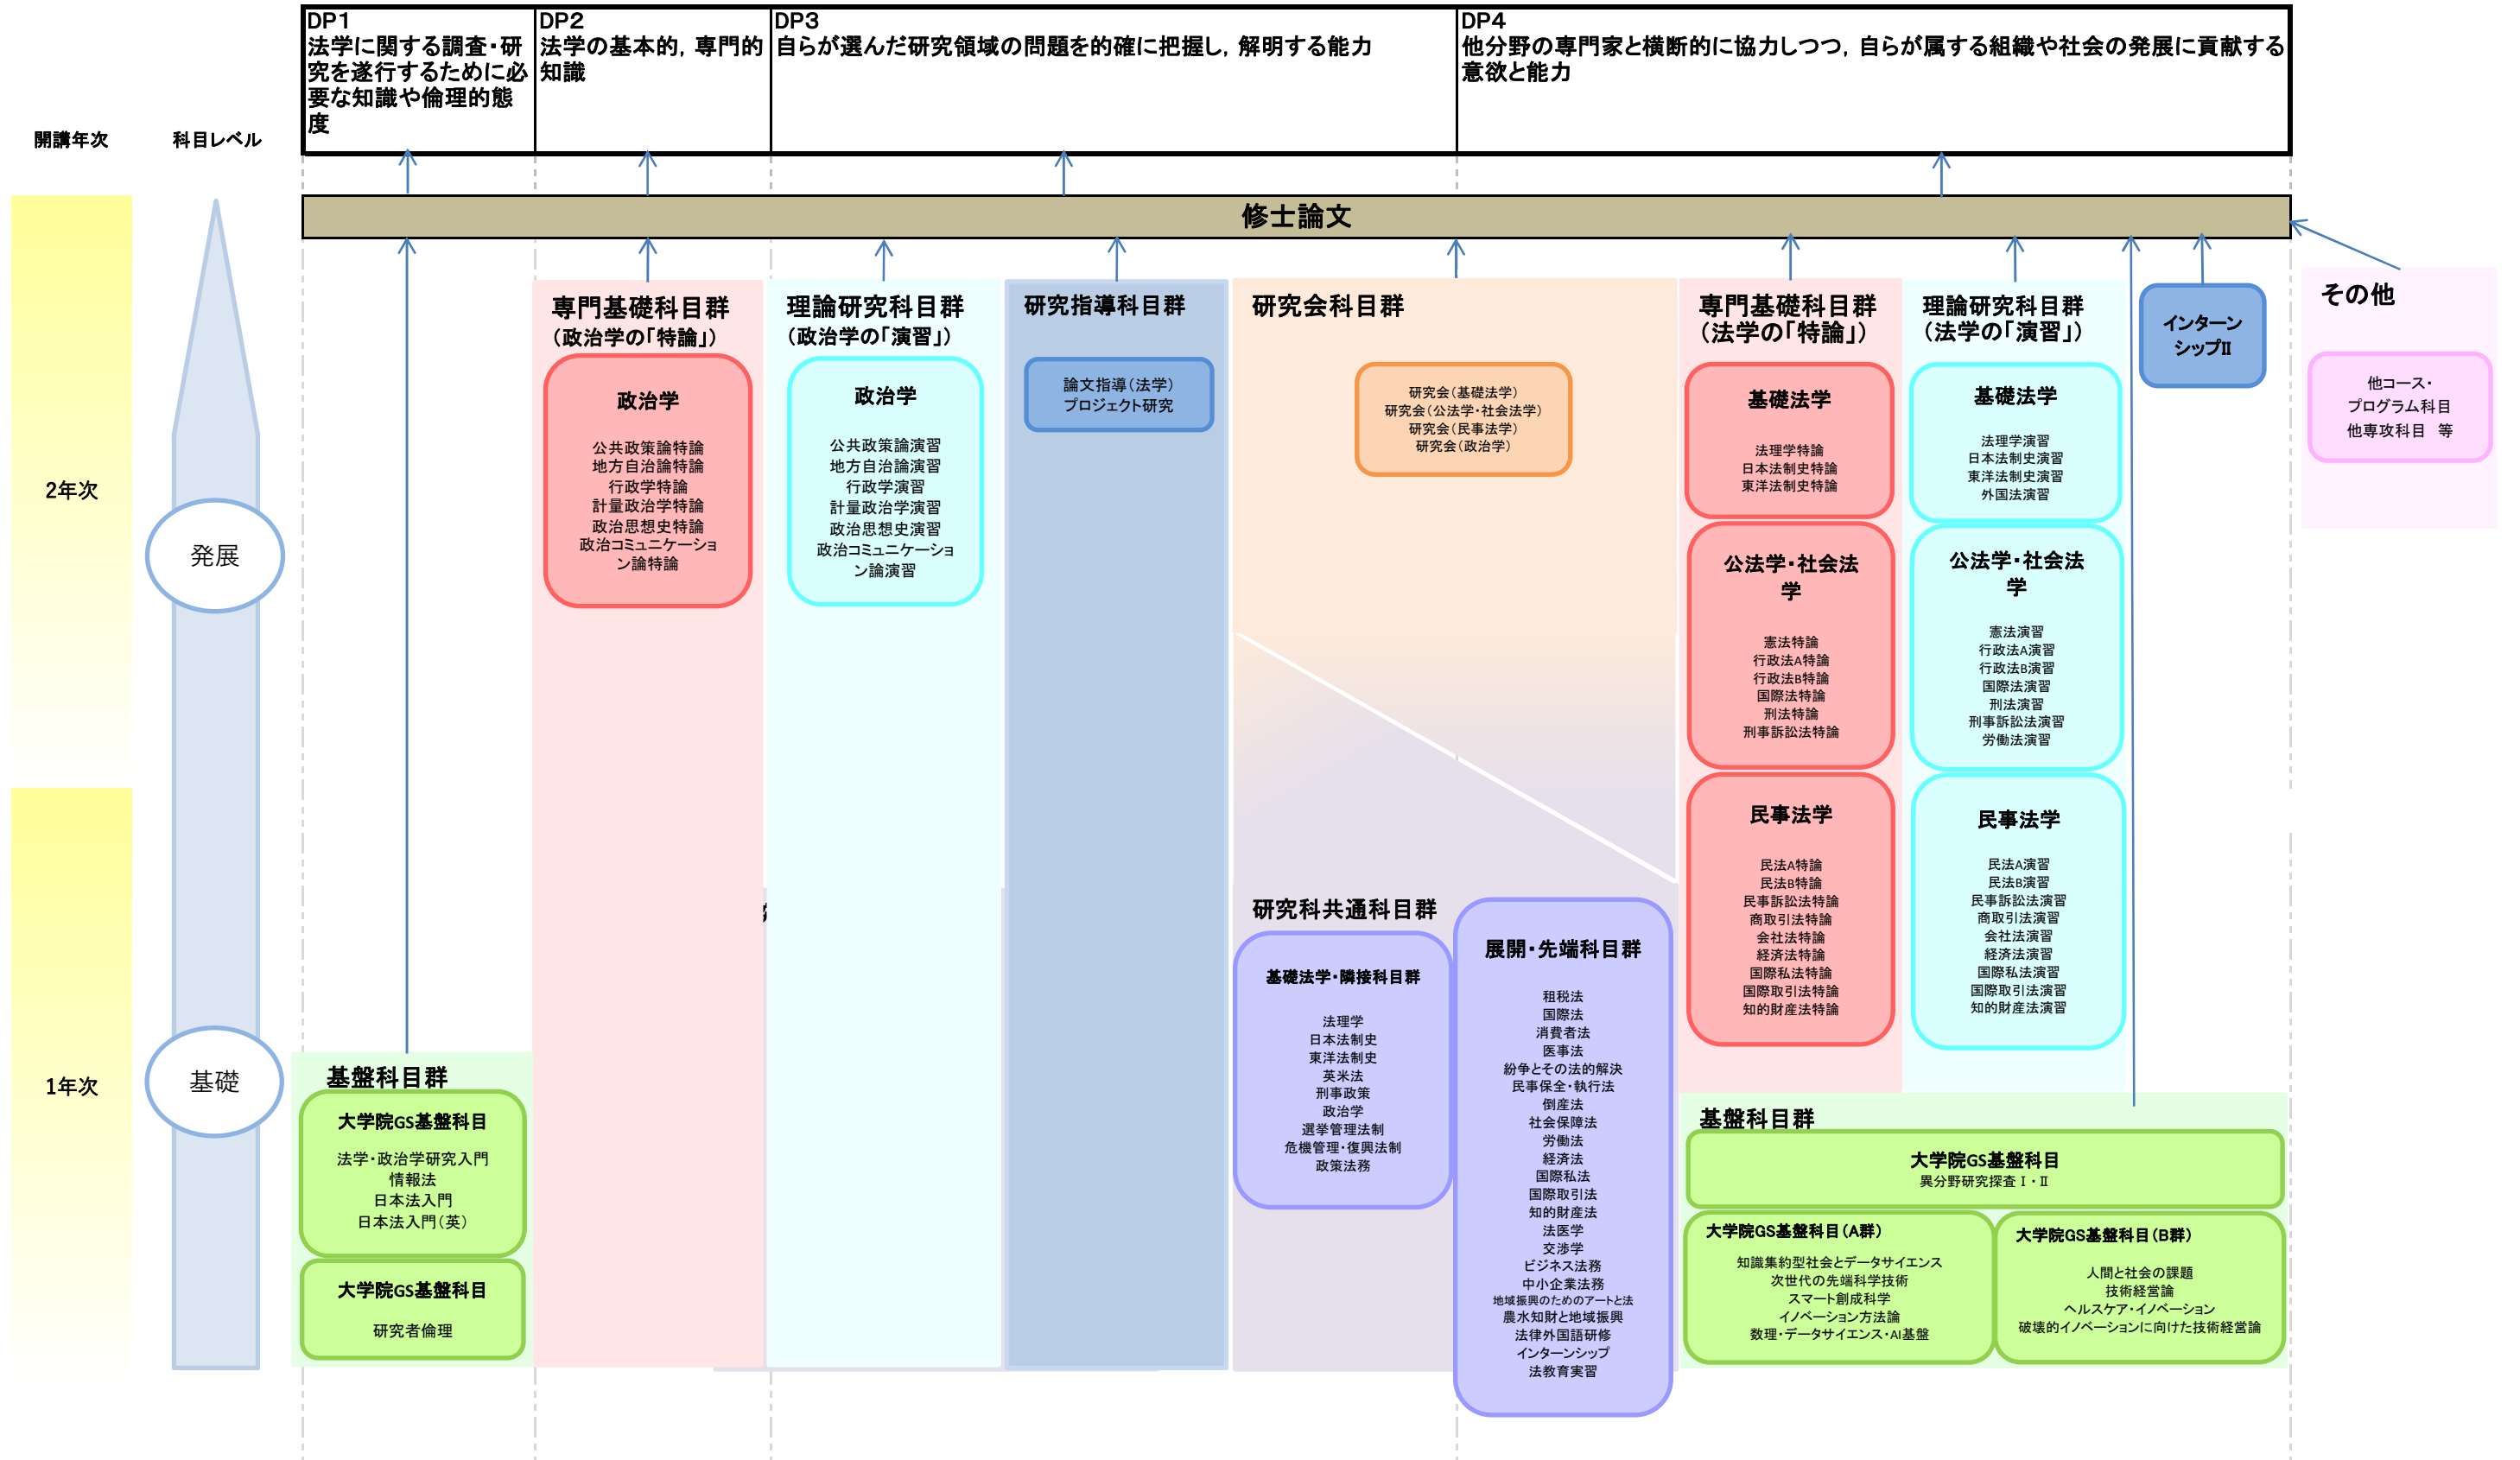 DP1
法学に関する調査・研
究を遂行するために必
要な知識や倫理的態
度
DP2
法学の基本的，専門的
知識
DP3
自らが選んだ研究領域の問題を的確に把握し，解明する能力
DP4
他分野の専門家と横断的に協力しつつ，自らが属する組織や社会の発展に貢献する
意欲と能力
開講年次
科目レベル
修士論文
2年次
1年次
発展
基礎
専門基礎科目群
（政治学の「特論」）
政治学
公共政策論特論
地方自治論特論
行政学特論
計量政治学特論
政治思想史特論
政治コミュニケーショ
ン論特論
理論研究科目群
（政治学の「演習」）
政治学
公共政策論演習
地方自治論演習
行政学演習
計量政治学演習
政治思想史演習
政治コミュニケーショ
ン論演習
研究指導科目群
論文指導（法学）
プロジェクト研究
研究会科目群
研究会（基礎法学）
研究会（公法学・社会法学）
研究会（民事法学）
研究会（政治学）
専門基礎科目群
（法学の「特論」）
基礎法学
法理学特論
日本法制史特論
東洋法制史特論
公法学・社会法
学
憲法特論
行政法A特論
行政法B特論
国際法特論
刑法特論
刑事訴訟法特論
民事法学
民法A特論
民法B特論
民事訴訟法特論
商取引法特論
会社法特論
経済法特論
国際私法特論
国際取引法特論
知的財産法特論
理論研究科目群
（法学の「演習」）
基礎法学
法理学演習
日本法制史演習
東洋法制史演習
外国法演習
公法学・社会法
学
憲法演習
行政法A演習
行政法B演習
国際法演習
刑法演習
刑事訴訟法演習
労働法演習
民事法学
民法A演習
民法B演習
民事訴訟法演習
商取引法演習
会社法演習
経済法演習
国際私法演習
国際取引法演習
知的財産法演習
インターン
シップⅡ
その他
他コース・
プログラム科目
他専攻科目　等
研究科共通科目群
基礎法学・隣接科目群
法理学
日本法制史
東洋法制史
英米法
刑事政策
政治学
選挙管理法制
危機管理・復興法制
政策法務
展開・先端科目群
租税法
国際法
消費者法
医事法
紛争とその法的解決
民事保全・執行法
倒産法
社会保障法
労働法
経済法
国際私法
国際取引法
知的財産法
法医学
交渉学
ビジネス法務
中小企業法務
地域振興のためのアートと法
農水知財と地域振興
法律外国語研修
インターンシップ
法教育実習
基盤科目群
大学院GS基盤科目
法学・政治学研究入門
情報法
日本法入門
日本法入門（英）
大学院GS基盤科目
研究者倫理
基盤科目群
大学院GS基盤科目
異分野研究探査Ⅰ・Ⅱ
大学院GS基盤科目（A群）
知識集約型社会とデータサイエンス
次世代の先端科学技術
スマート創成科学
イノベーション方法論
数理・データサイエンス・AI基盤
大学院GS基盤科目（B群）
人間と社会の課題
技術経営論
ヘルスケア・イノベーション
破壊的イノベーションに向けた技術経営論